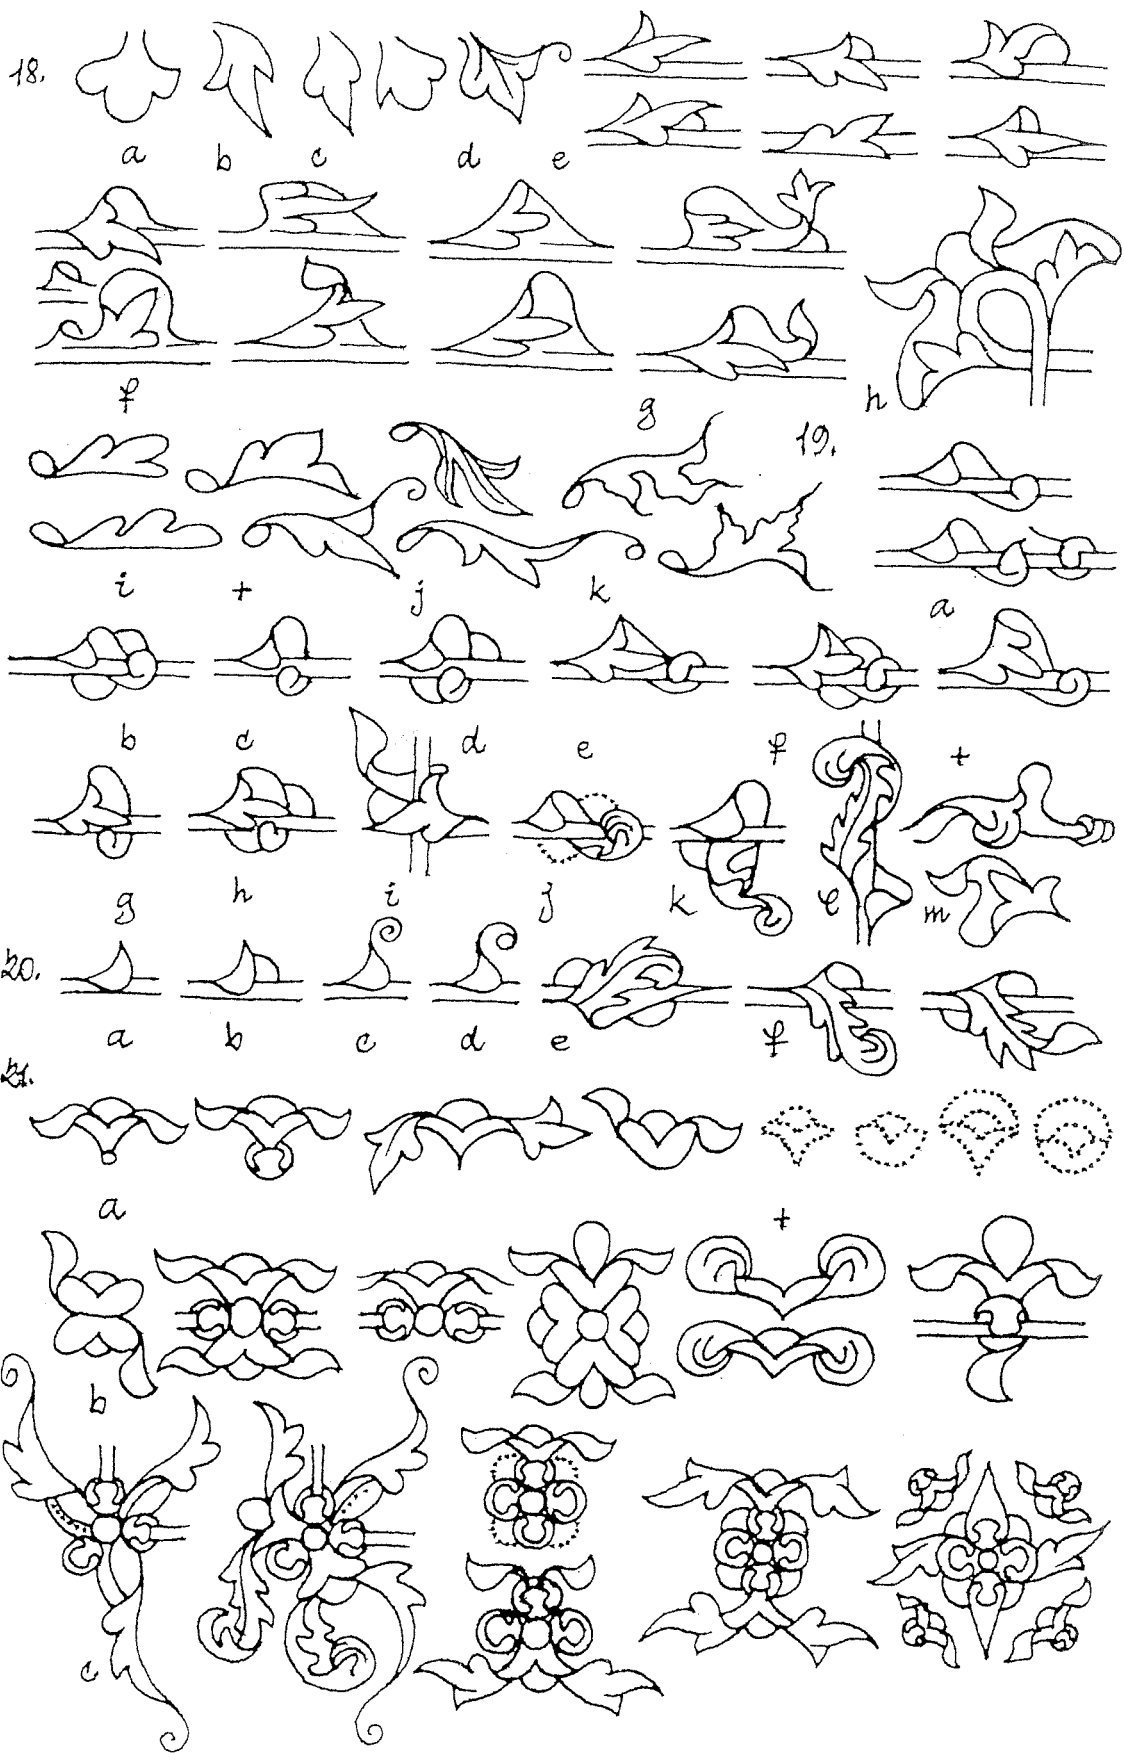 18.
a b c d e
f g h
19.
i + j k a
b c d e f +
g h i j k l m
20.
a b c d e f
21.
a +
b
c